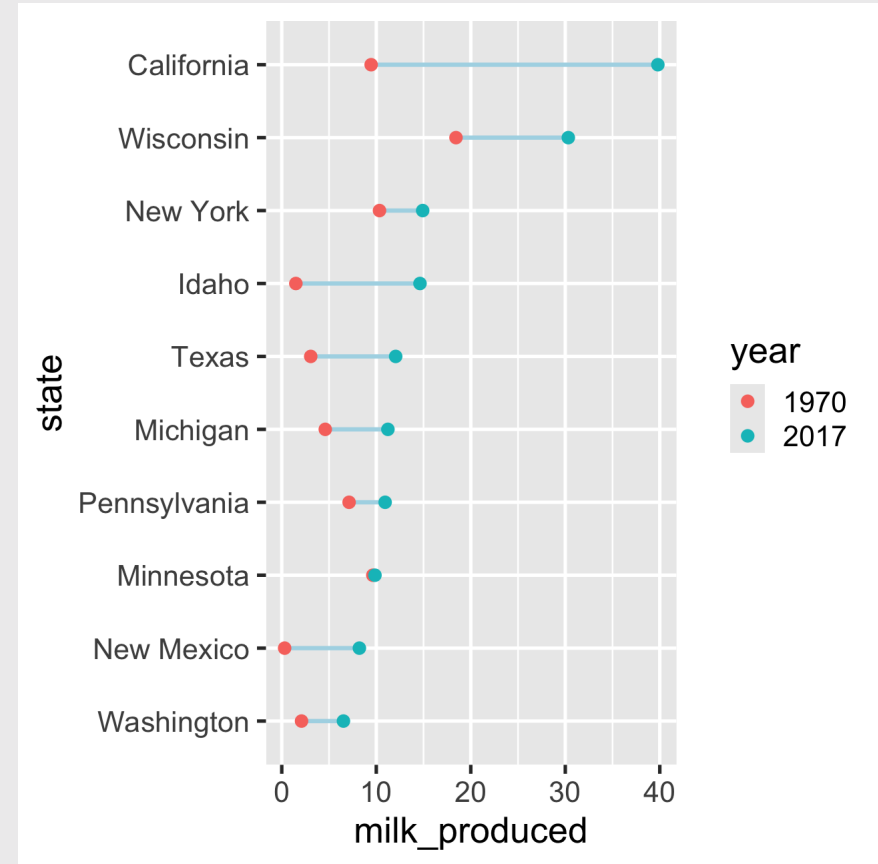 California
Wisconsin
New York
Idaho
Texas
Michigan
Pennsylvania
Minnesota
New Mexico
Washington
state
0 10 20 30 40
milk_produced
year
1970
2017